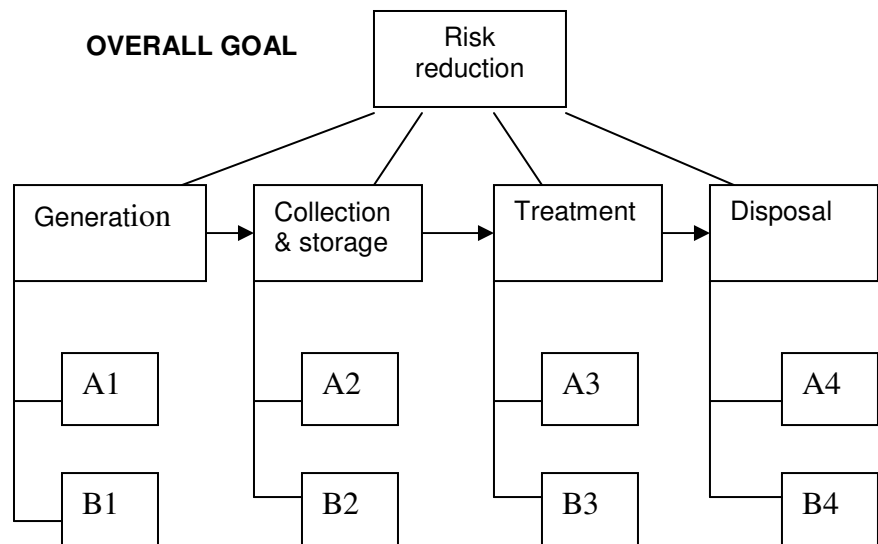 OVERALL GOAL
Risk
reduction
Generation
Collection
& storage
Treatment
Disposal
A1
A2
A3
A4
B1
B2
B3
B4